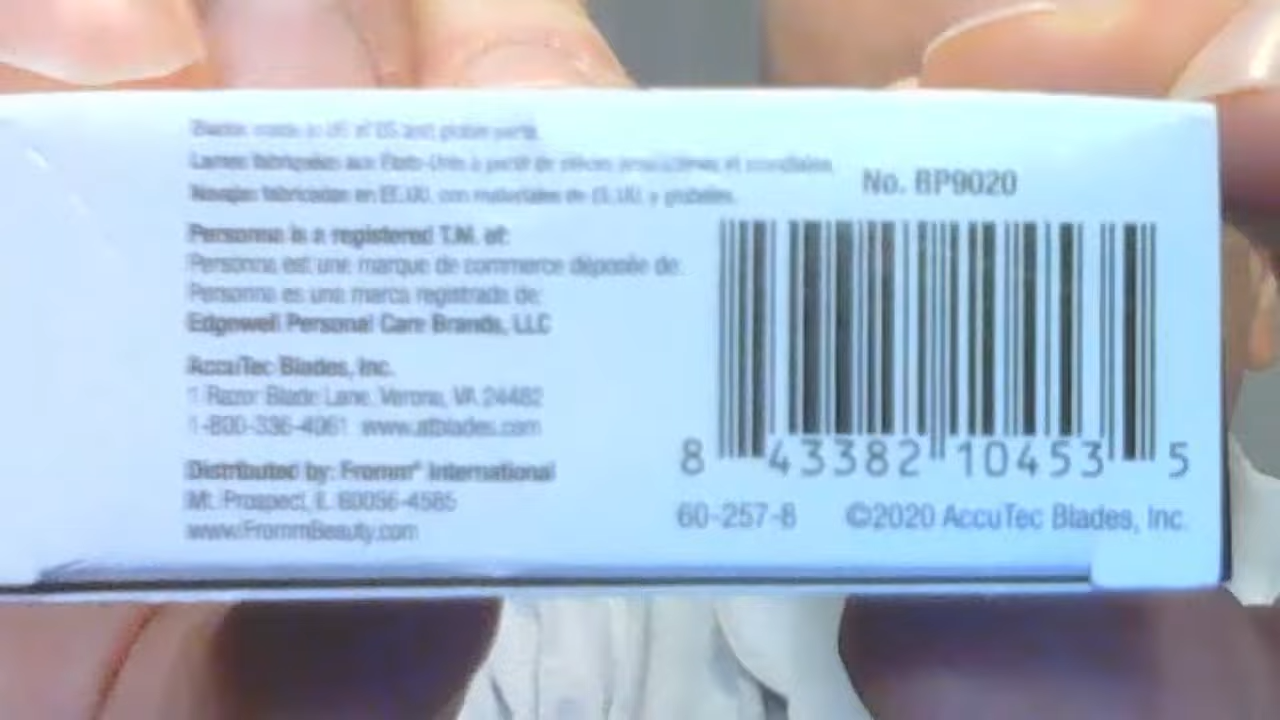 Blades made in US of US and global parts.
Lames fabriquées aux États-Unis à partir de pièces américaines et mondiales.
Navajas fabricadas en EE.UU. con materiales de EE.UU. y globales.
No. BP9020
Personna is a registered T.M. of:
Personna est une marque de commerce déposée de:
Personna es una marca registrada de:
Edgewell Personal Care Brands, LLC
AccuTec Blades, Inc.
1 Razor Blade Lane, Verona, VA 24482
1-800-336-4061 www.atblades.com
Distributed by: Fromm® International
Mt. Prospect, IL 60056-4585
www.FrommBeauty.com
8 43382 10453 5
60-257-8 ©2020 AccuTec Blades, Inc.